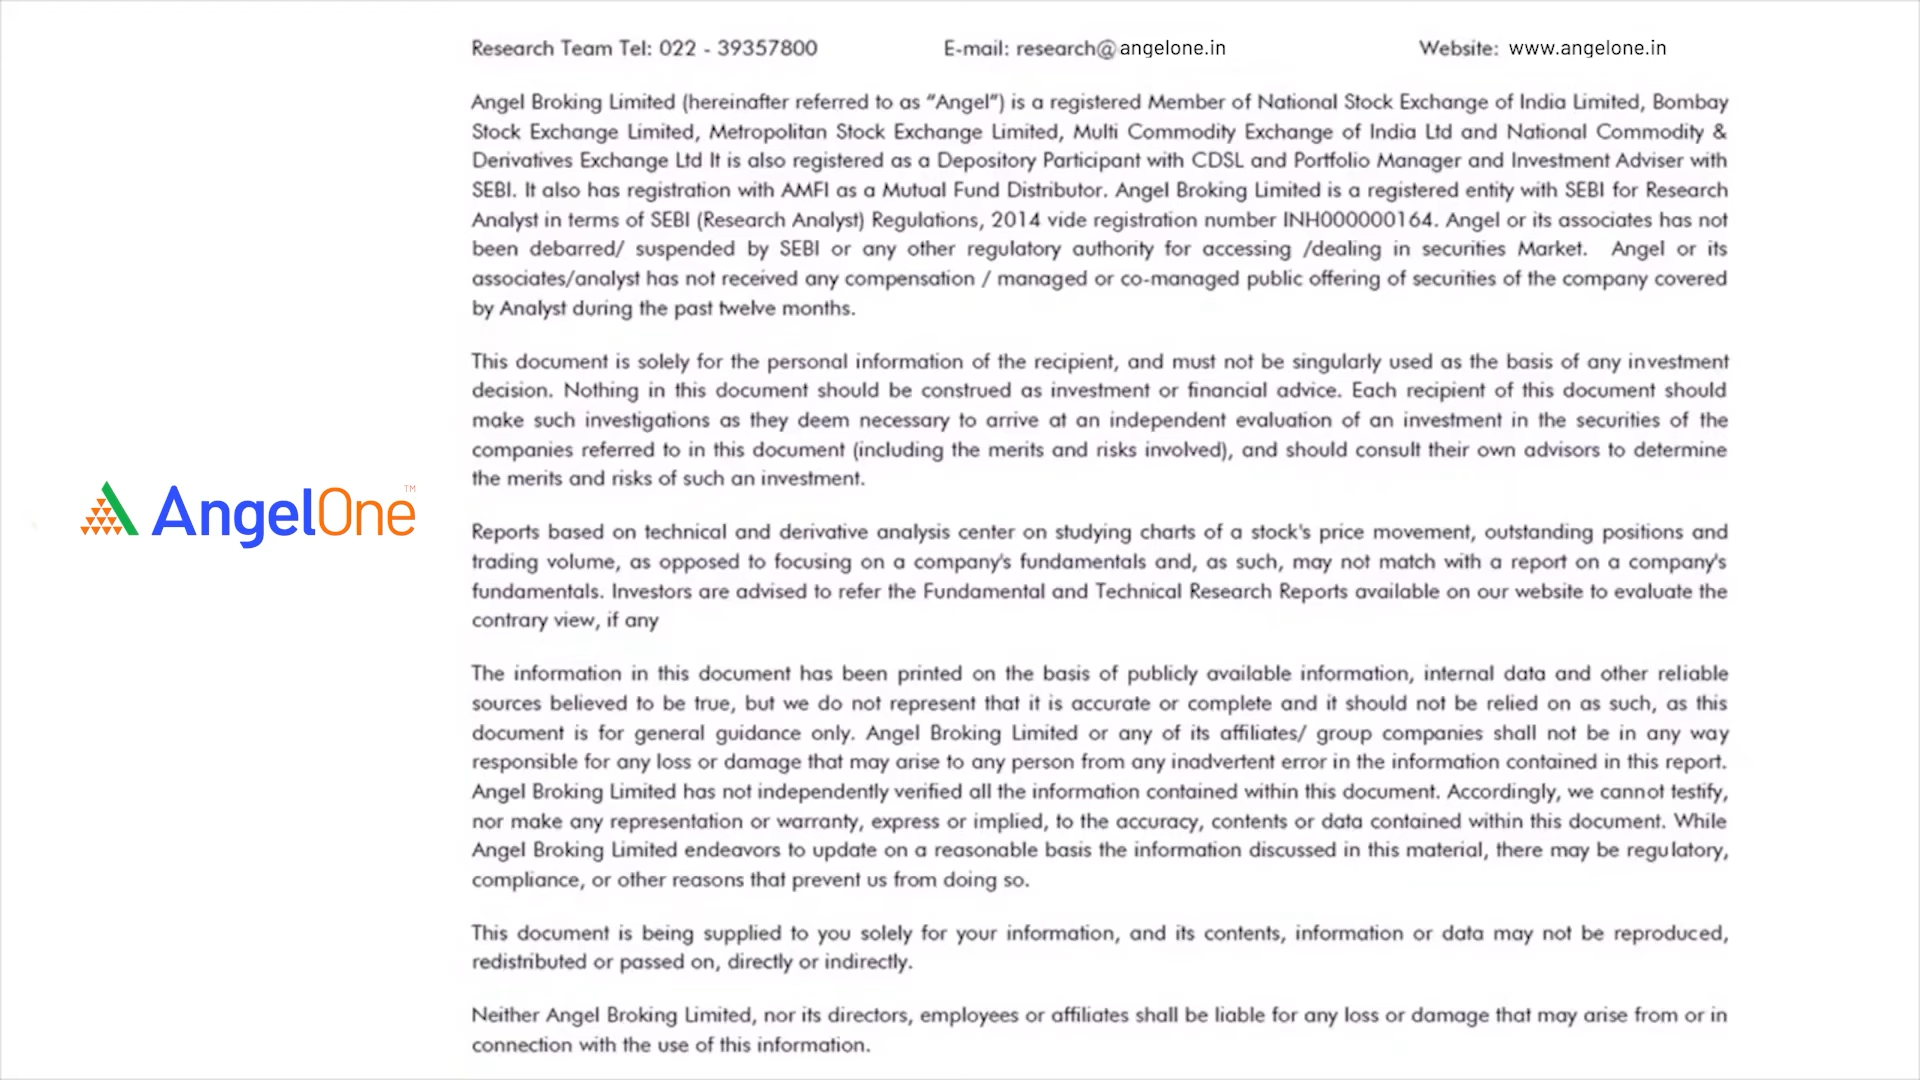 Research Team Tel: 022 - 39357800 E-mail: research@angelone.in Website: www.angelone.in
Angel Broking Limited (hereinafter referred to as “Angel”) is a registered Member of National Stock Exchange of India Limited, Bombay
Stock Exchange Limited, Metropolitan Stock Exchange Limited, Multi Commodity Exchange of India Ltd and National Commodity &
Derivatives Exchange Ltd It is also registered as a Depository Participant with CDSL and Portfolio Manager and Investment Adviser with
SEBI. It also has registration with AMFI as a Mutual Fund Distributor. Angel Broking Limited is a registered entity with SEBI for Research
Analyst in terms of SEBI (Research Analyst) Regulations, 2014 vide registration number INH000000164. Angel or its associates has not
been debarred/ suspended by SEBI or any other regulatory authority for accessing /dealing in securities Market. Angel or its
associates/analyst has not received any compensation / managed or co-managed public offering of securities of the company covered
by Analyst during the past twelve months.
This document is solely for the personal information of the recipient, and must not be singularly used as the basis of any investment
decision. Nothing in this document should be construed as investment or financial advice. Each recipient of this document should
make such investigations as they deem necessary to arrive at an independent evaluation of an investment in the securities of the
companies referred to in this document (including the merits and risks involved), and should consult their own advisors to determine
the merits and risks of such an investment.
AngelOne™
Reports based on technical and derivative analysis center on studying charts of a stock's price movement, outstanding positions and
trading volume, as opposed to focusing on a company's fundamentals and, as such, may not match with a report on a company's
fundamentals. Investors are advised to refer the Fundamental and Technical Research Reports available on our website to evaluate the
contrary view, if any
The information in this document has been printed on the basis of publicly available information, internal data and other reliable
sources believed to be true, but we do not represent that it is accurate or complete and it should not be relied on as such, as this
document is for general guidance only. Angel Broking Limited or any of its affiliates/ group companies shall not be in any way
responsible for any loss or damage that may arise to any person from any inadvertent error in the information contained in this report.
Angel Broking Limited has not independently verified all the information contained within this document. Accordingly, we cannot testify,
nor make any representation or warranty, express or implied, to the accuracy, contents or data contained within this document. While
Angel Broking Limited endeavors to update on a reasonable basis the information discussed in this material, there may be regulatory,
compliance, or other reasons that prevent us from doing so.
This document is being supplied to you solely for your information, and its contents, information or data may not be reproduced,
redistributed or passed on, directly or indirectly.
Neither Angel Broking Limited, nor its directors, employees or affiliates shall be liable for any loss or damage that may arise from or in
connection with the use of this information.